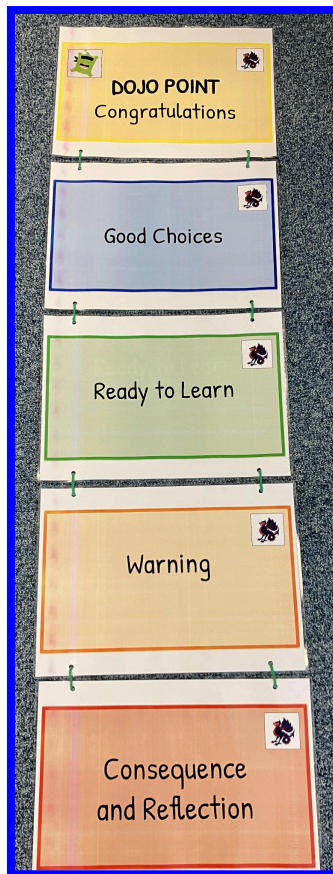 DOJO POINT
Congratulations
Good Choices
Ready to Learn
Warning
Consequence
and Reflection